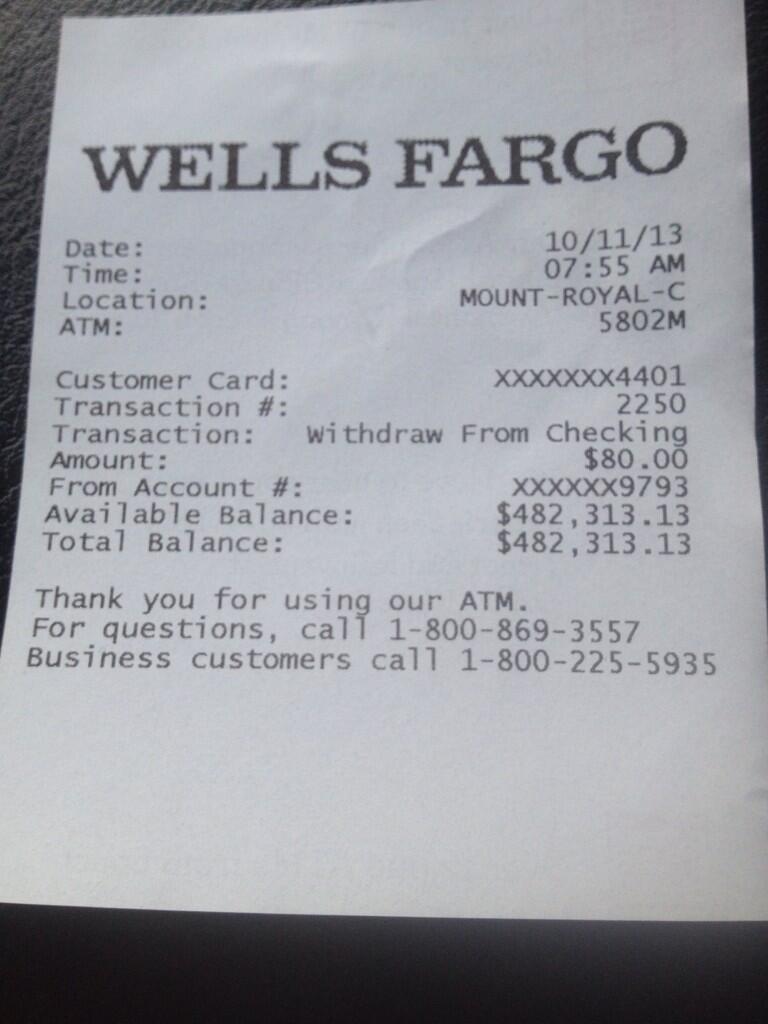 WELLS FARGO
Date: 10/11/13
Time: 07:55 AM
Location: MOUNT-ROYAL-C
ATM: 5802M
Customer Card: XXXXXXX4401
Transaction #: 2250
Transaction: Withdraw From Checking
Amount: $80.00
From Account #: XXXXXX9793
Available Balance: $482,313.13
Total Balance: $482,313.13
Thank you for using our ATM.
For questions, call 1-800-869-3557
Business customers call 1-800-225-5935